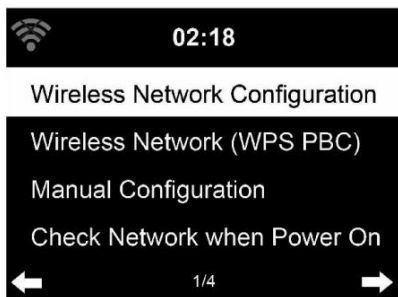 02:18
Wireless Network Configuration
Wireless Network (WPS PBC)
Manual Configuration
Check Network when Power On
1/4